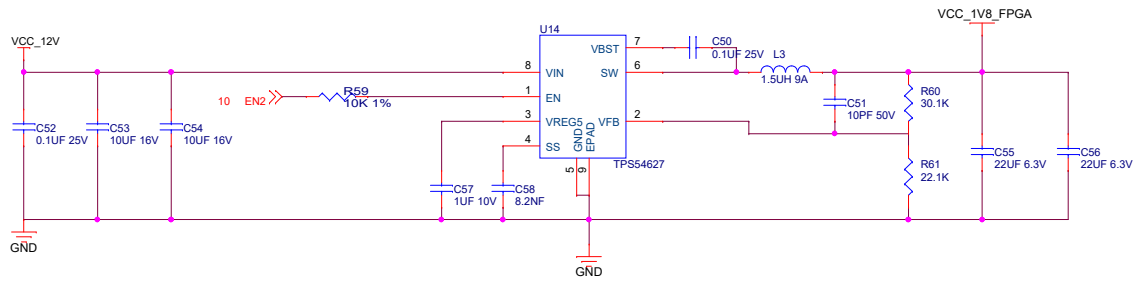 VCC_1V8_FPGA
VCC_12V
U14
VBST
7
C50
0.1UF 25V
L3
1.5UH 9A
8
VIN
SW
6
10
EN2
R59
10K 1%
1
EN
C51
10PF 50V
R60
30.1K
3
VREG5
VFB
2
C52
0.1UF 25V
C53
10UF 16V
C54
10UF 16V
4
SS
GND
EPAD
5
9
TPS54627
R61
22.1K
C55
22UF 6.3V
C56
22UF 6.3V
C57
1UF 10V
C58
8.2NF
GND
GND